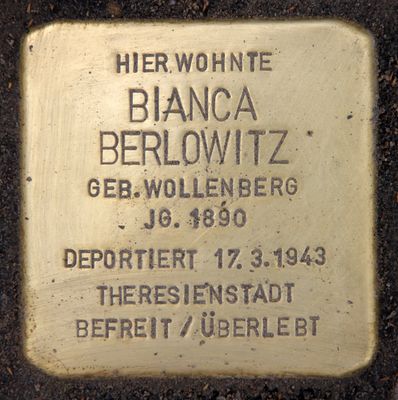 HIER WOHNTE
BIANCA
BERLOWITZ
GEB. WOLLENBERG
JG. 1890
DEPORTIERT 17.3.1943
THERESIENSTADT
BEFREIT / ÜBERLEBT